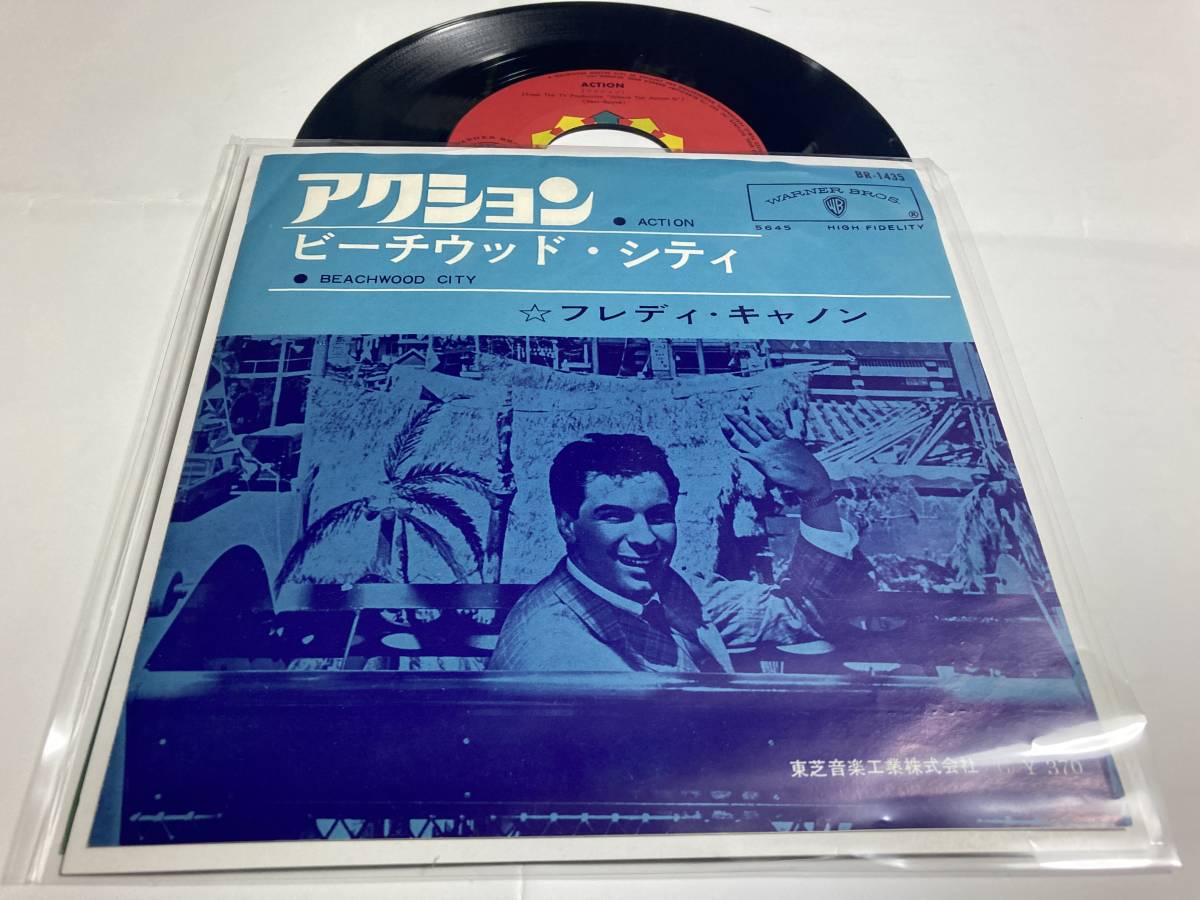 ACTION
BR-1435
アクション
● ACTION
WARNER BROS.
WB
®
5645 HIGH FIDELITY
ビーチウッド・シティ
● BEACHWOOD CITY
☆フレディ・キャノン
東芝音楽工業株式会社 ¥370